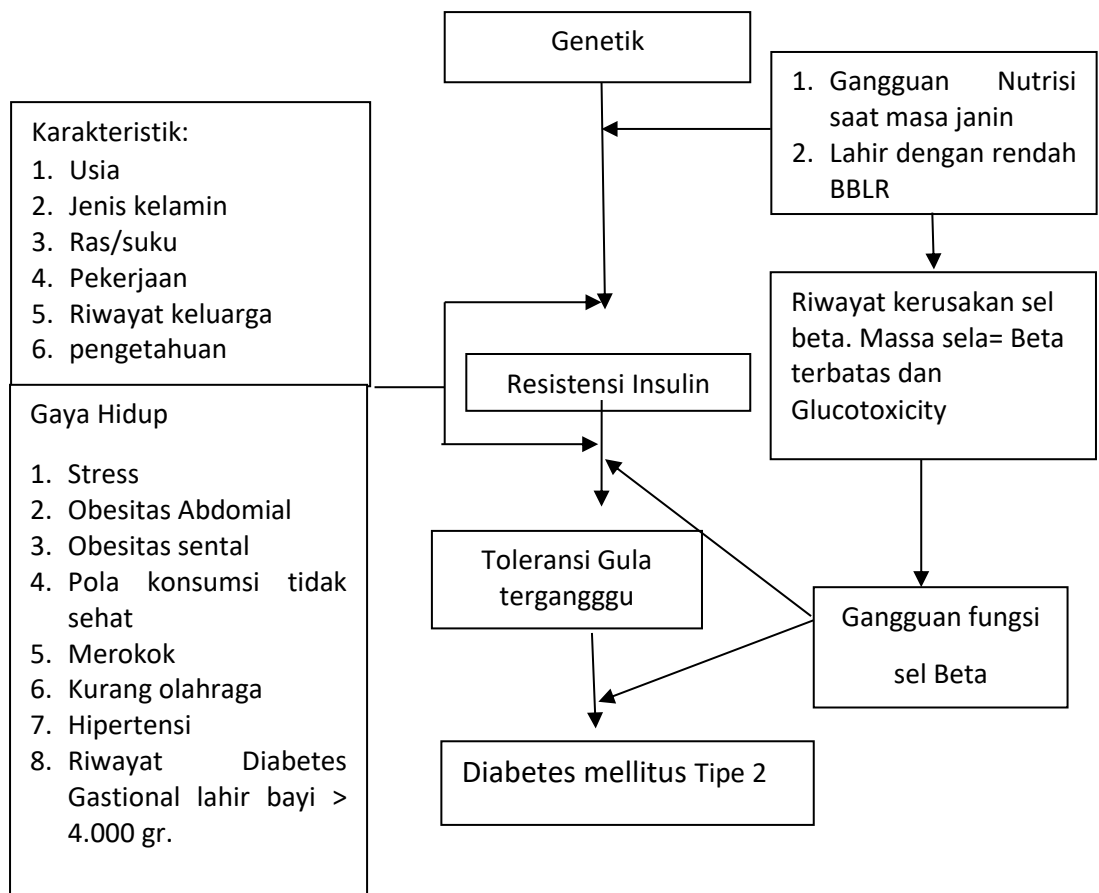 Genetik
1. Gangguan Nutrisi
saat masa janin
2. Lahir dengan rendah
BBLR
Karakteristik:
1. Usia
2. Jenis kelamin
3. Ras/suku
4. Pekerjaan
5. Riwayat keluarga
6. pengetahuan
Riwayat kerusakan sel
beta. Massa sela= Beta
terbatas dan
Glucotoxicity
Resistensi Insulin
Gaya Hidup
1. Stress
2. Obesitas Abdomial
3. Obesitas sental
4. Pola konsumsi tidak
sehat
5. Merokok
6. Kurang olahraga
7. Hipertensi
8. Riwayat Diabetes
Gastional lahir bayi >
4.000 gr.
Toleransi Gula
tergangggu
Gangguan fungsi
sel Beta
Diabetes mellitus Tipe 2